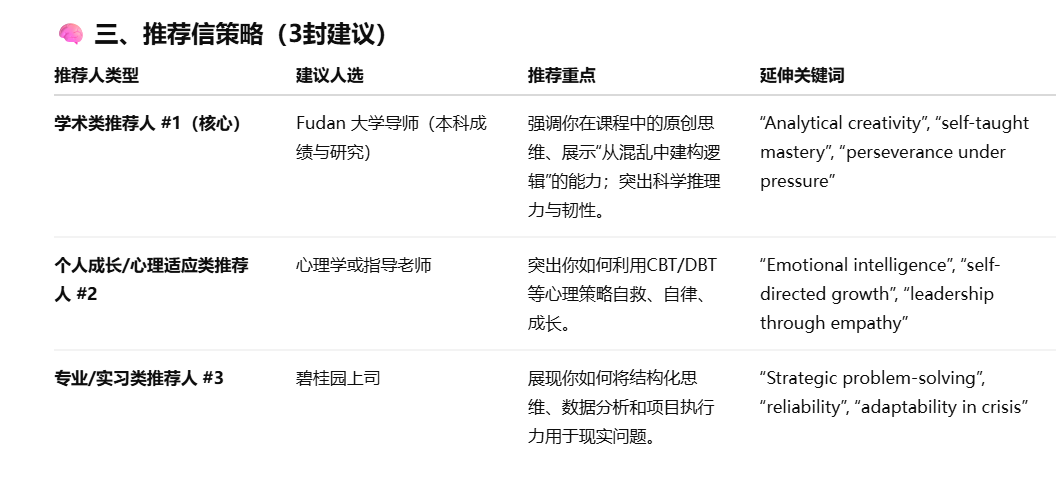 🧠 三、推荐信策略（3封建议）
推荐人类型 建议人选 推荐重点 延伸关键词
学术类推荐人 #1（核心）
Fudan 大学导师（本科成
绩与研究）
强调你在课程中的原创思
维、展示“从混乱中建构逻
辑”的能力；突出科学推理
力与韧性。
“Analytical creativity”, “self-taught
mastery”, “perseverance under
pressure”
个人成长/心理适应类推荐
人 #2
心理学或指导老师
突出你如何利用CBT/DBT
等心理策略自救、自律、
成长。
“Emotional intelligence”, “self-
directed growth”, “leadership
through empathy”
专业/实习类推荐人 #3
碧桂园上司
展现你如何将结构化思
维、数据分析和项目执行
力用于现实问题。
“Strategic problem-solving”,
“reliability”, “adaptability in crisis”